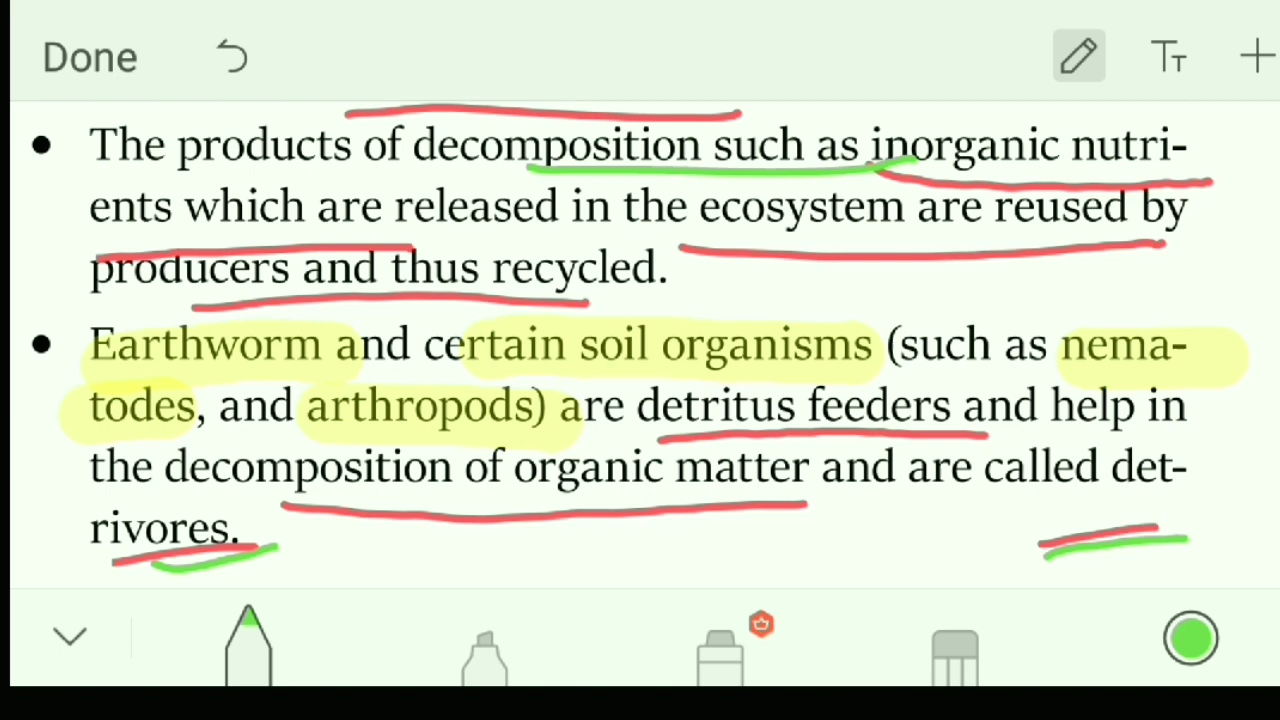 Done
• The products of decomposition such as inorganic nutri-
ents which are released in the ecosystem are reused by
producers and thus recycled.
• Earthworm and certain soil organisms (such as nema-
todes, and arthropods) are detritus feeders and help in
the decomposition of organic matter and are called det-
rivores.